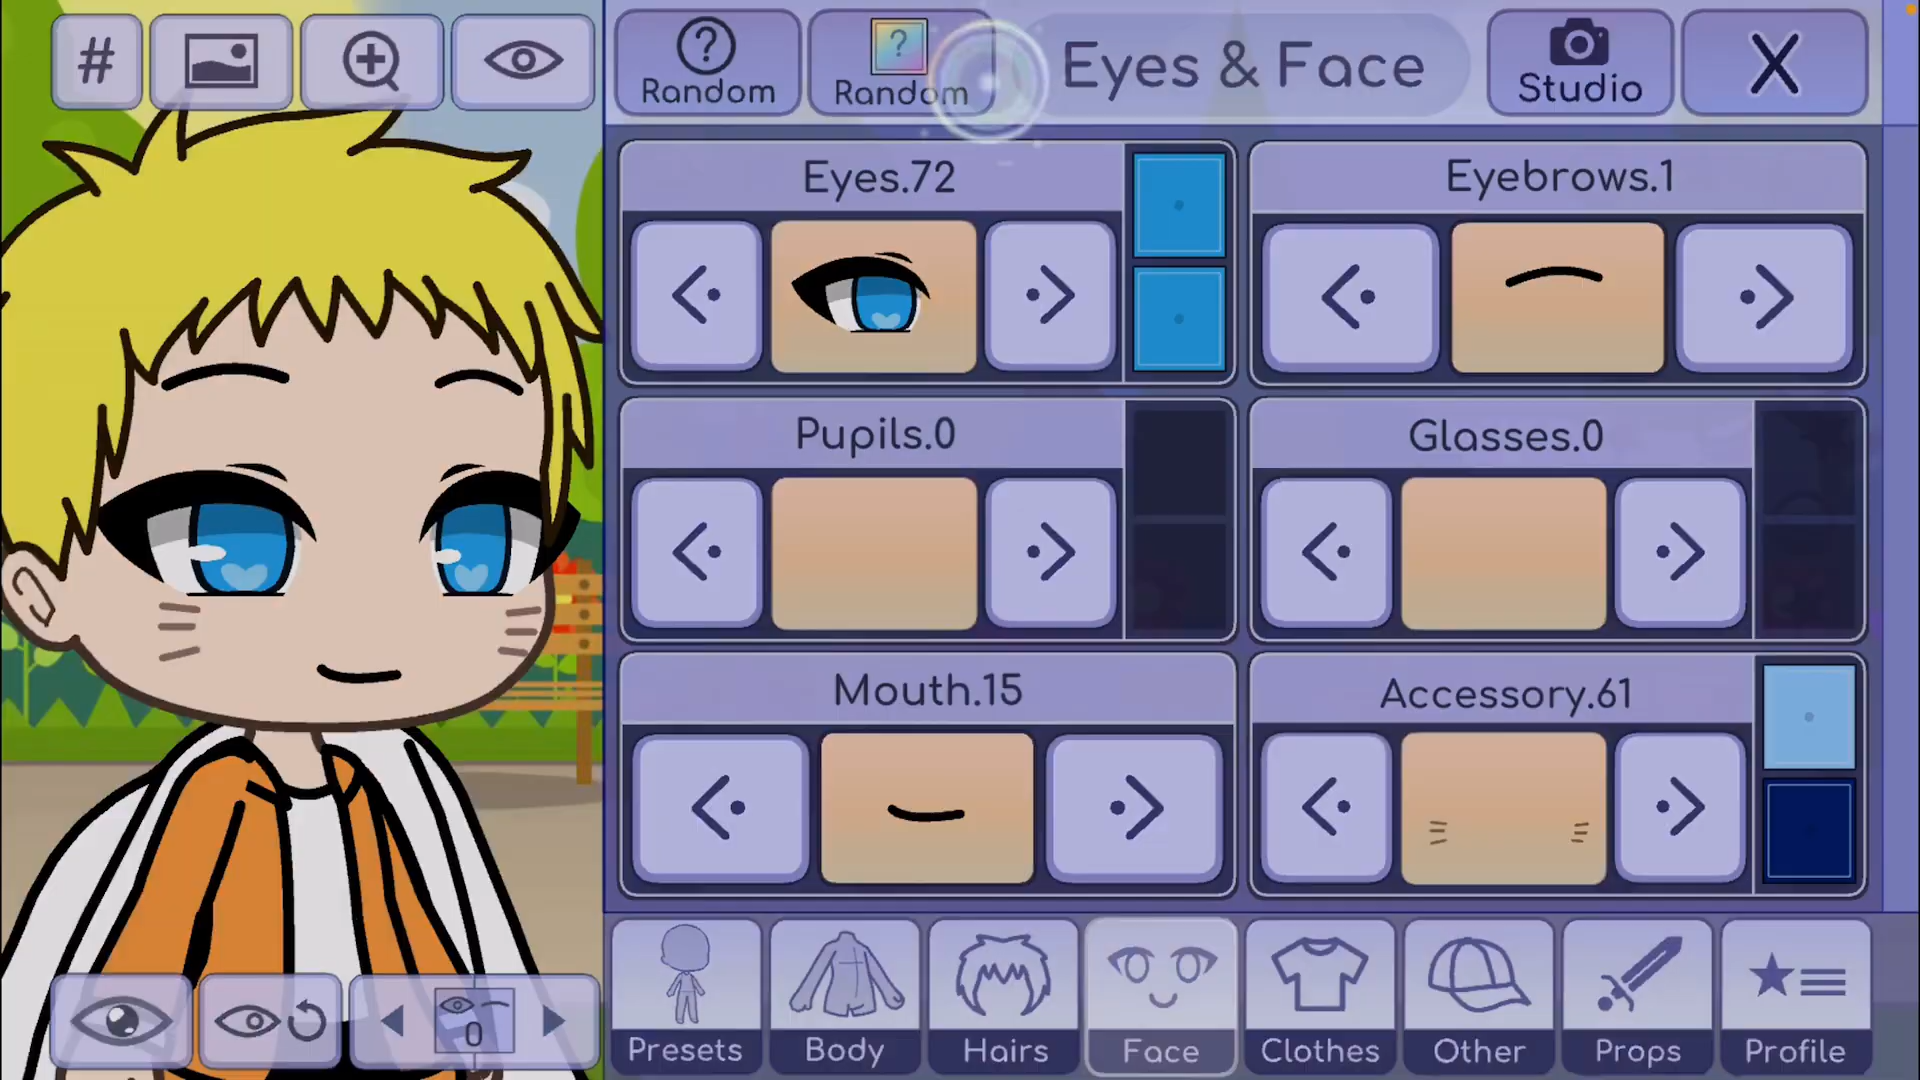 #
? Random
? Random
Eyes & Face
Studio
X
Eyes.72
Eyebrows.1
Pupils.0
Glasses.0
Mouth.15
Accessory.61
0
Presets
Body
Hairs
Face
Clothes
Other
Props
Profile